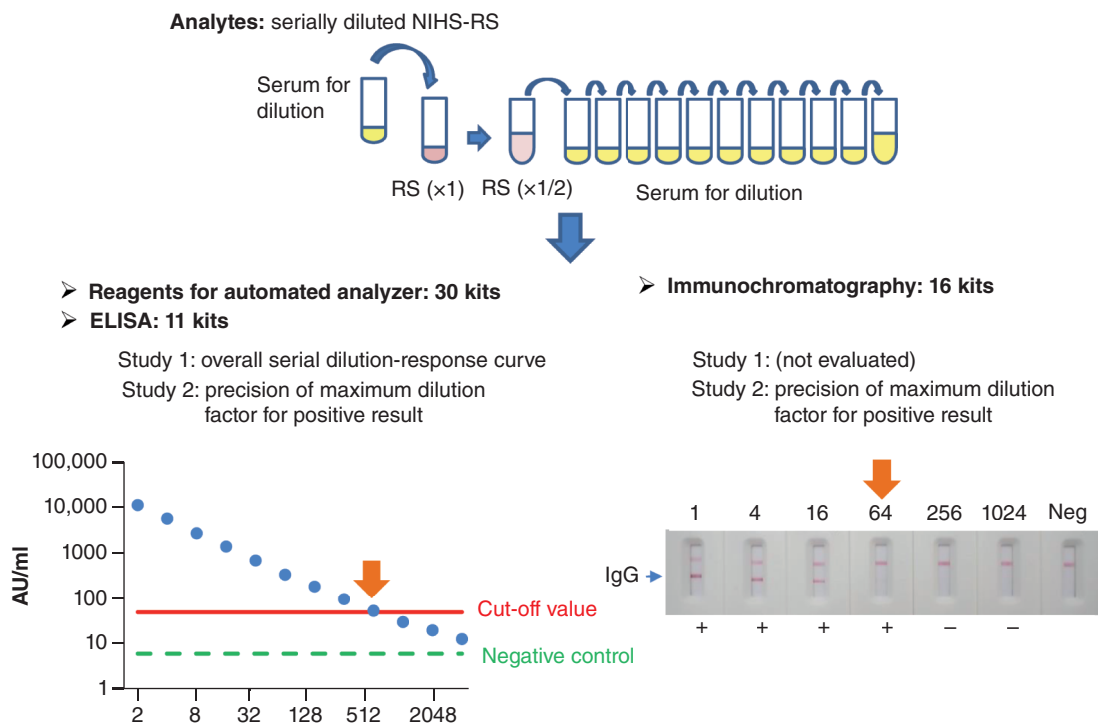 Analytes: serially diluted NIHS-RS
Serum for
dilution
RS (×1)
RS (×1/2)
Serum for dilution
➢ Reagents for automated analyzer: 30 kits
➢ ELISA: 11 kits
Study 1: overall serial dilution-response curve
Study 2: precision of maximum dilution
factor for positive result
➢ Immunochromatography: 16 kits
Study 1: (not evaluated)
Study 2: precision of maximum dilution
factor for positive result
100,000
10,000
1000
100
10
1
AU/ml
Cut-off value
Negative control
2 8 32 128 512 2048
1 4 16 64 256 1024 Neg
IgG
+ + + + – –